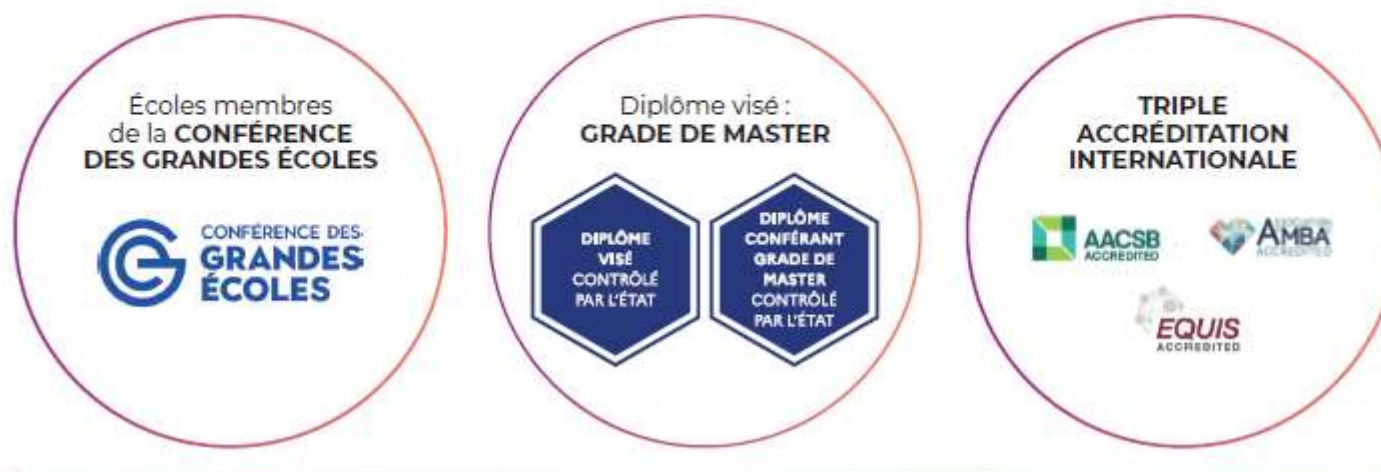 Écoles membres
de la CONFÉRENCE
DES GRANDES ÉCOLES
CONFÉRENCE DES
GRANDES
ÉCOLES
Diplôme visé :
GRADE DE MASTER
DIPLÔME
VISÉ
CONTRÔLÉ
PAR L'ÉTAT
DIPLÔME
CONFÉRANT
GRADE DE
MASTER
CONTRÔLÉ
PAR L'ÉTAT
TRIPLE
ACCRÉDITATION
INTERNATIONALE
AACSB
ACCREDITED
ASSOCIATION
AMBA
ACCREDITED
EQUIS
ACCREDITED